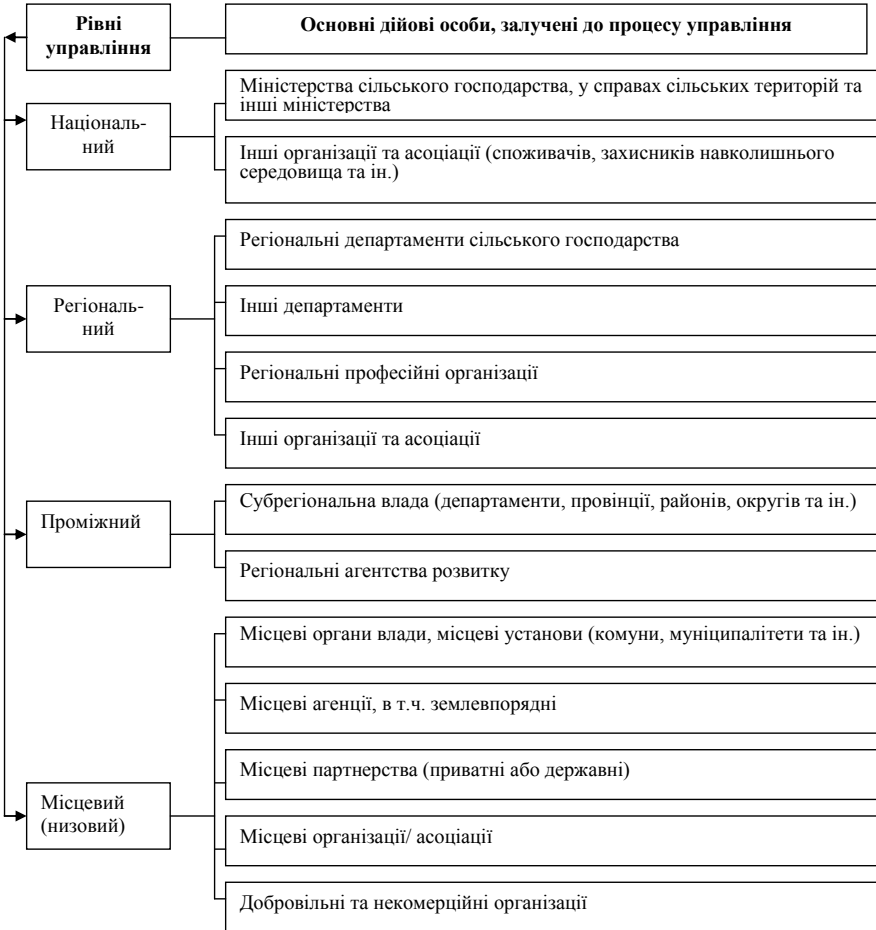 Рівні
управління
Основні дійові особи, залучені до процесу управління
Національ-
ний
Міністерства сільського господарства, у справах сільських територій та
інші міністерства
Інші організації та асоціації (споживачів, захисників навколишнього
середовища та ін.)
Регіональ-
ний
Регіональні департаменти сільського господарства
Інші департаменти
Регіональні професійні організації
Інші організації та асоціації
Проміжний
Субрегіональна влада (департаменти, провінції, районів, округів та ін.)
Регіональні агентства розвитку
Місцевий
(низовий)
Місцеві органи влади, місцеві установи (комуни, муніципалітети та ін.)
Місцеві агенції, в т.ч. землевпорядні
Місцеві партнерства (приватні або державні)
Місцеві організації/ асоціації
Добровільні та некомерційні організації